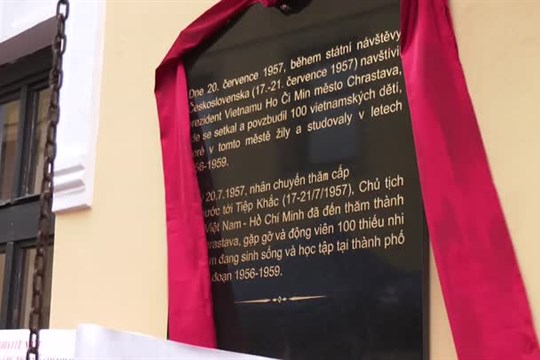 Dne 20. července 1957, během státní návštěvy
Československa (17.-21. července 1957) navštívil
prezident Vietnamu Ho Či Min město Chrastava,
se setkal a povzbudil 100 vietnamských dětí,
v tomto městě žily a studovaly v letech
1956-1959.
20.7.1957, nhân chuyến thăm cấp
nước tới Tiệp Khắc (17-21/7/1957). Chủ tịch
Việt Nam - Hồ Chí Minh đã đến thăm thành
Chrastava, gặp gỡ và động viên 100 thiếu nhi
đang sinh sống và học tập tại thành phố
đoạn 1956-1959.